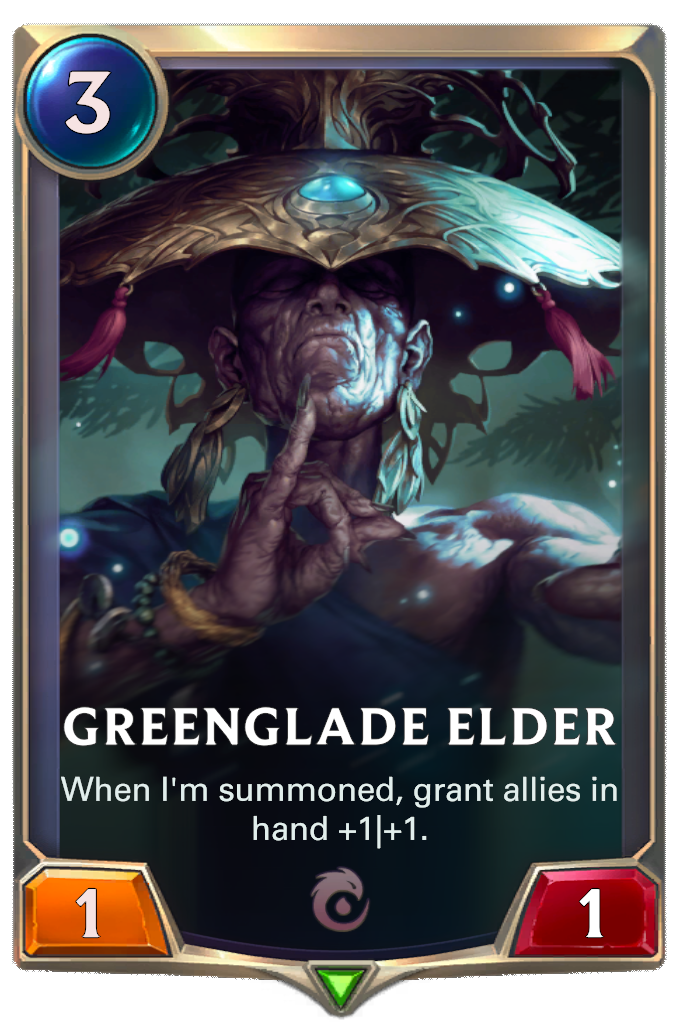 3
GREENGLADE ELDER
When I'm summoned, grant allies in
hand +1|+1.
1
1